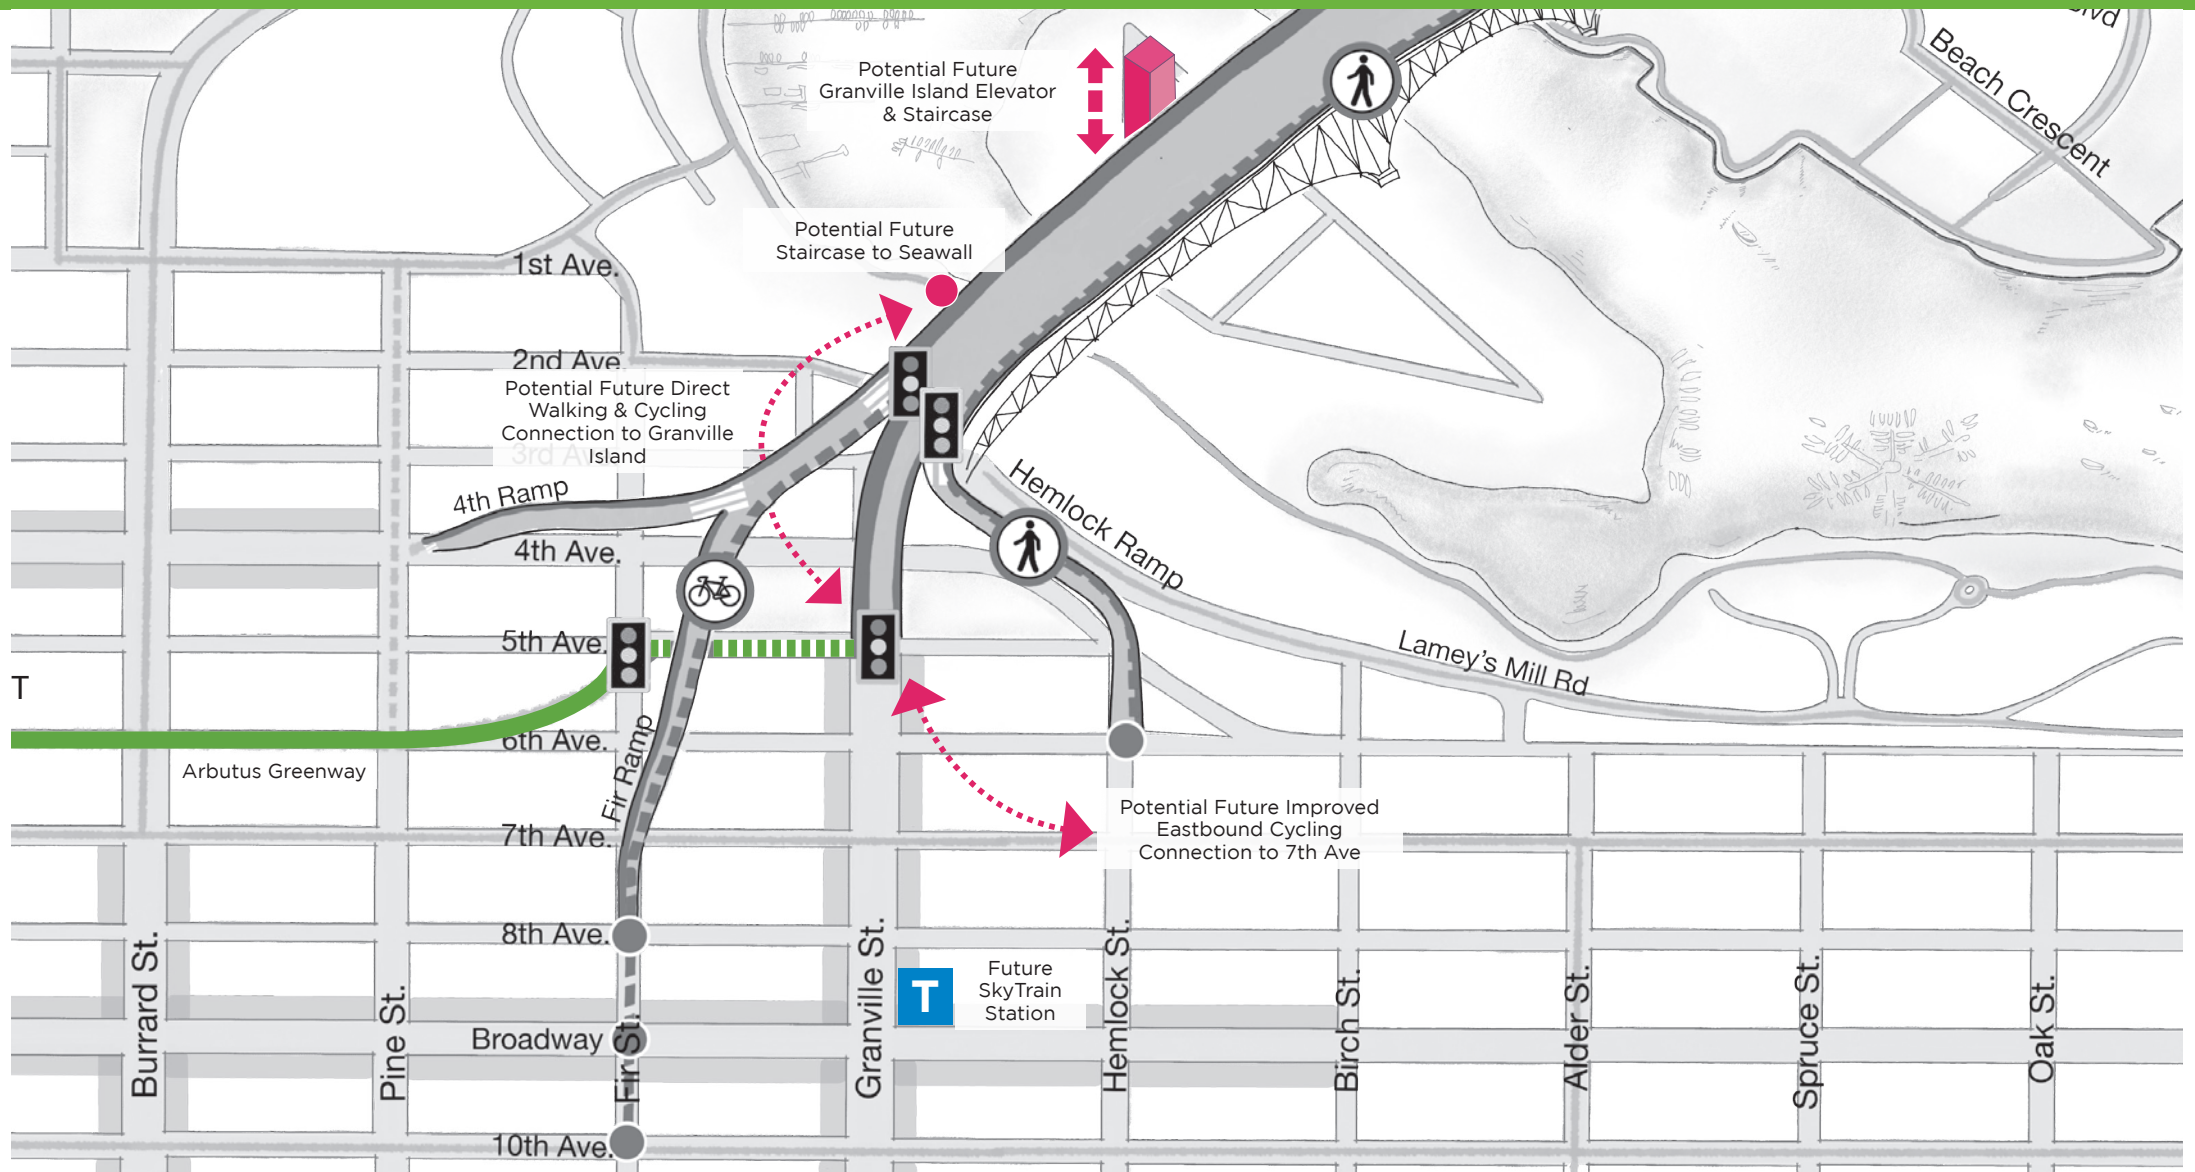 Blvd
Beach Crescent
Potential Future
Granville Island Elevator
& Staircase
Potential Future
Staircase to Seawall
1st Ave.
2nd Ave.
Potential Future Direct
Walking & Cycling
Connection to Granville
Island
3rd Ave.
4th Ramp
4th Ave.
Hemlock Ramp
5th Ave.
Lamey's Mill Rd
T
6th Ave.
Arbutus Greenway
Fir Ramp
7th Ave.
Potential Future Improved
Eastbound Cycling
Connection to 7th Ave
8th Ave.
T
Future
SkyTrain
Station
Broadway
10th Ave.
Burrard St.
Pine St.
Fir St.
Granville St.
Hemlock St.
Birch St.
Alder St.
Spruce St.
Oak St.